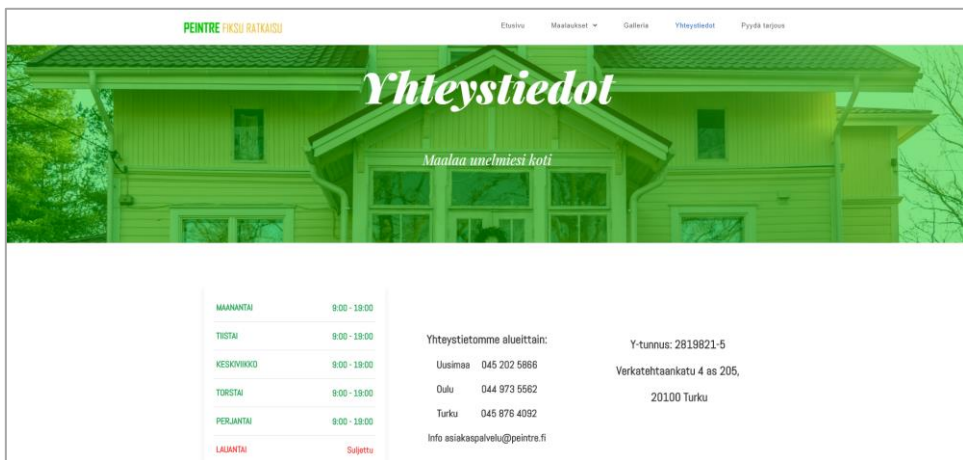 PEINTRE FIKSU RATKAISU
Etusivu Maalaukset Galleria Yhteystiedot Pyydä tarjous
Yhteystiedot
Maalaa unelmiesi koti
MAANANTAI 9:00 - 19:00
TIISTAI 9:00 - 19:00
KESKIVIIKKO 9:00 - 19:00
TORSTAI 9:00 - 19:00
PERJANTAI 9:00 - 19:00
LAUANTAI Suljettu
Yhteystietomme alueittain:
Uusimaa 045 202 5866
Oulu 044 973 5562
Turku 045 876 4092
Info asiakaspalvelu@peintre.fi
Y-tunnus: 2819821-5
Verkatehtaankatu 4 as 205,
20100 Turku